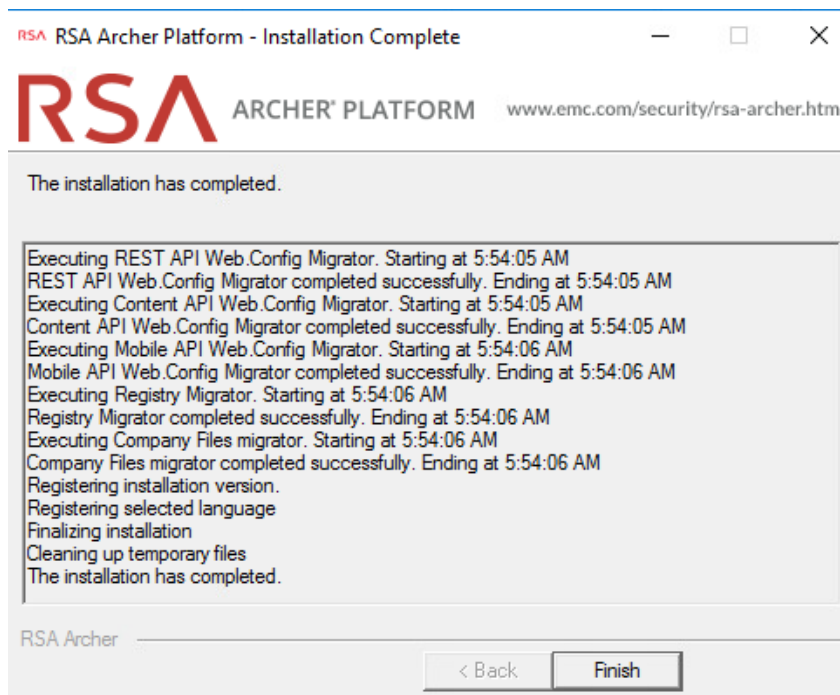 RSA RSA Archer Platform - Installation Complete
RSA ARCHER® PLATFORM www.emc.com/security/rsa-archer.htm
The installation has completed.
Executing REST API Web.Config Migrator. Starting at 5:54:05 AM
REST API Web.Config Migrator completed successfully. Ending at 5:54:05 AM
Executing Content API Web.Config Migrator. Starting at 5:54:05 AM
Content API Web.Config Migrator completed successfully. Ending at 5:54:05 AM
Executing Mobile API Web.Config Migrator. Starting at 5:54:06 AM
Mobile API Web.Config Migrator completed successfully. Ending at 5:54:06 AM
Executing Registry Migrator. Starting at 5:54:06 AM
Registry Migrator completed successfully. Ending at 5:54:06 AM
Executing Company Files migrator. Starting at 5:54:06 AM
Company Files migrator completed successfully. Ending at 5:54:06 AM
Registering installation version.
Registering selected language
Finalizing installation
Cleaning up temporary files
The installation has completed.
RSA Archer
< Back Finish